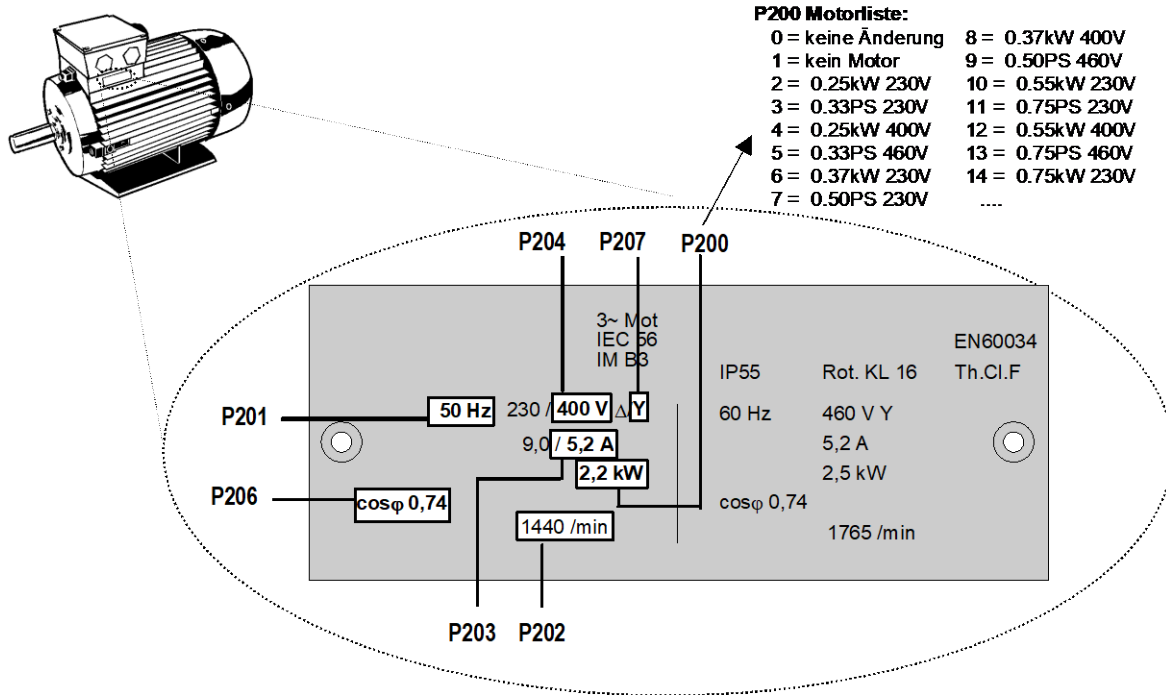 P200 Motorliste:
0 = keine Änderung 8 = 0.37kW 400V
1 = kein Motor 9 = 0.50PS 460V
2 = 0.25kW 230V 10 = 0.55kW 230V
3 = 0.33PS 230V 11 = 0.75PS 230V
4 = 0.25kW 400V 12 = 0.55kW 400V
5 = 0.33PS 460V 13 = 0.75PS 460V
6 = 0.37kW 230V 14 = 0.75kW 230V
7 = 0.50PS 230V ....
P204 P207 P200
3~ Mot
IEC 56
IM B3
EN60034
IP55 Rot. KL 16 Th.Cl.F
P201 50 Hz 230 / 400 V Δ/Y 60 Hz 460 V Y
9,0 / 5,2 A 5,2 A
2,2 kW 2,5 kW
P206 cosφ 0,74 cosφ 0,74
1440 /min 1765 /min
P203 P202